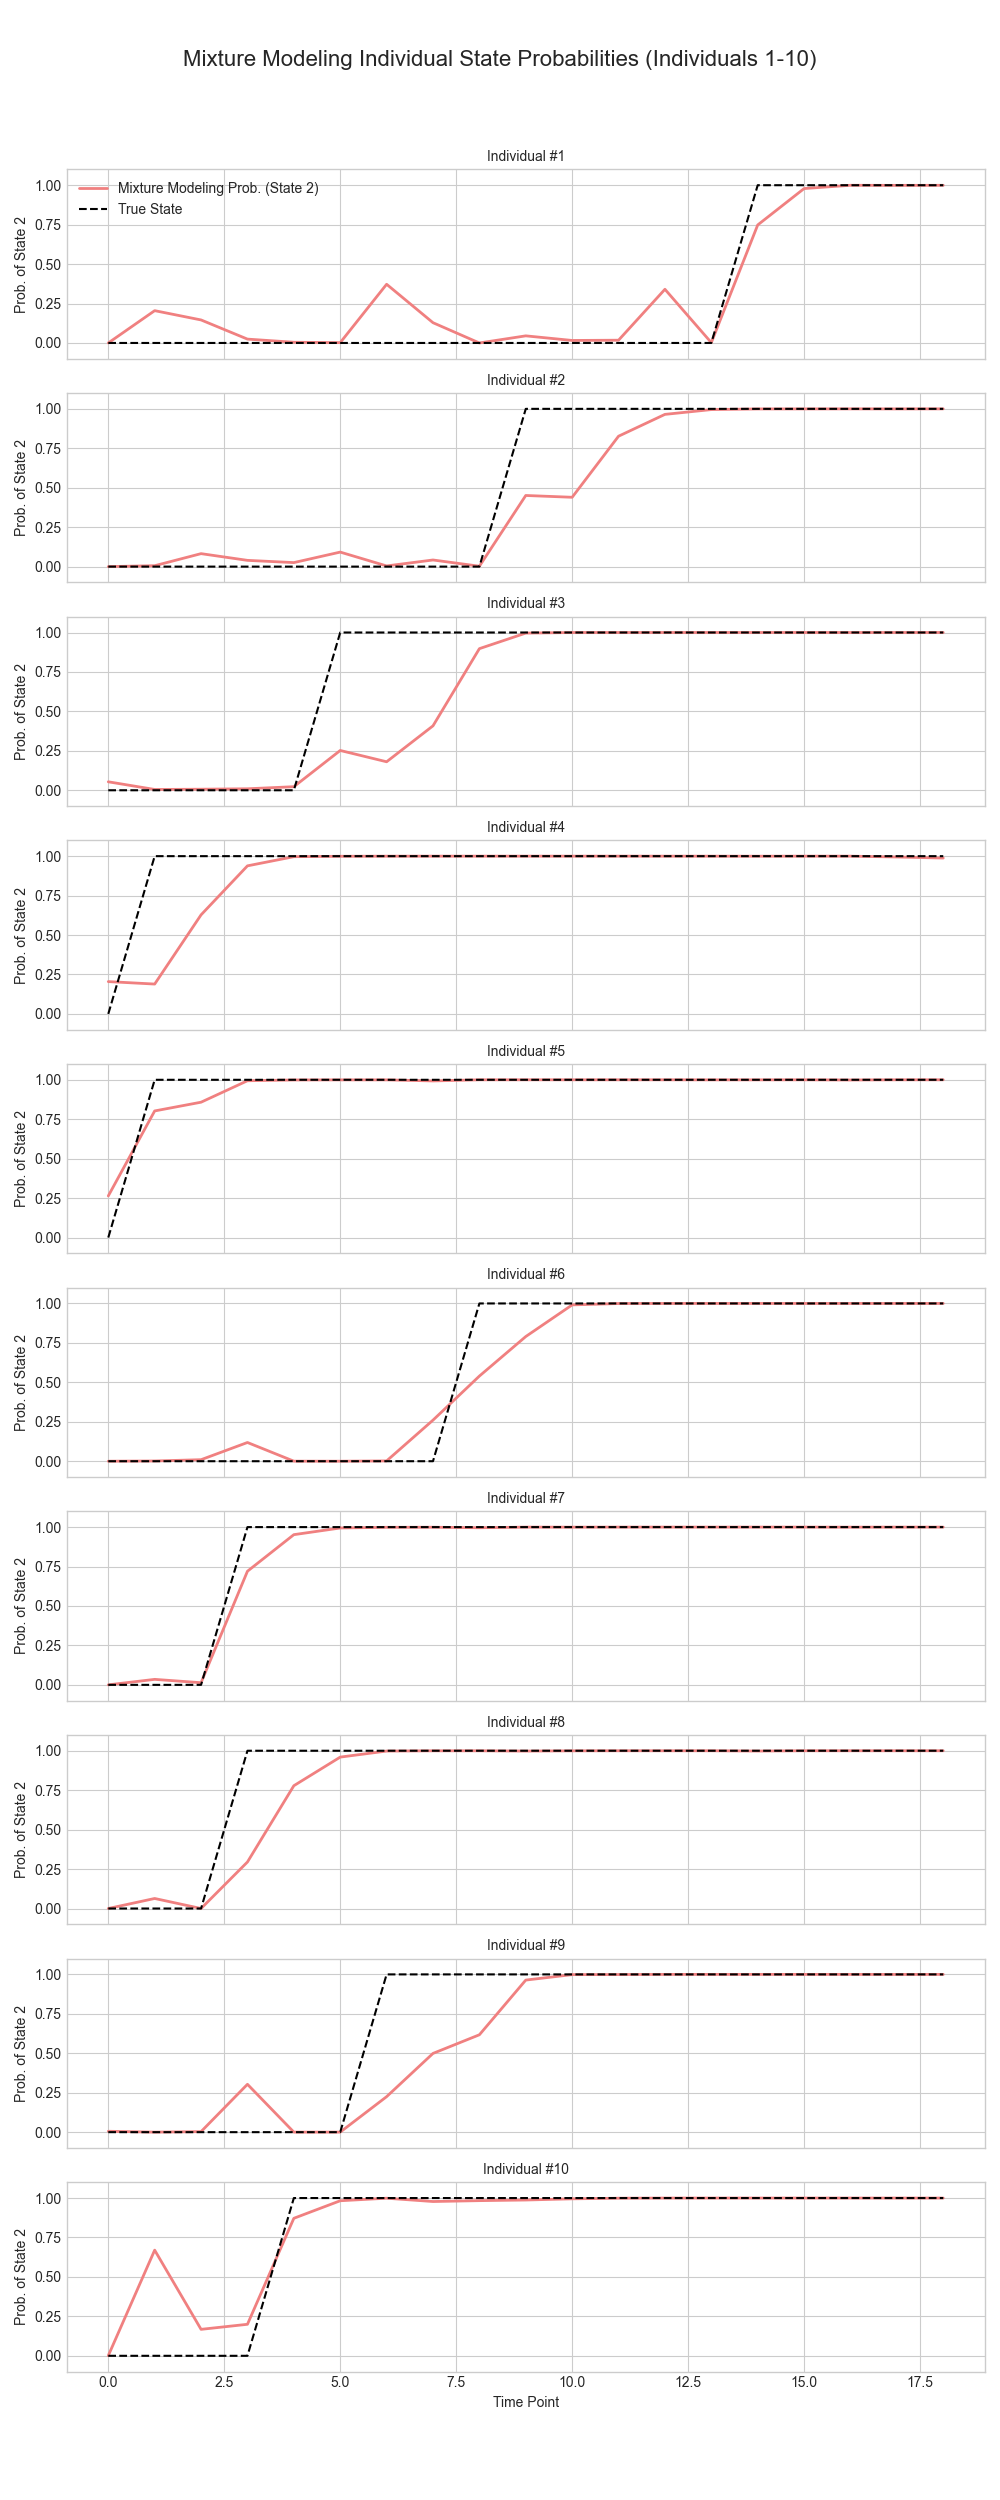 Mixture Modeling Individual State Probabilities (Individuals 1-10)
Individual #1
Mixture Modeling Prob. (State 2)
True State
Prob. of State 2
1.00
0.75
0.50
0.25
0.00
Individual #2
Prob. of State 2
1.00
0.75
0.50
0.25
0.00
Individual #3
Prob. of State 2
1.00
0.75
0.50
0.25
0.00
Individual #4
Prob. of State 2
1.00
0.75
0.50
0.25
0.00
Individual #5
Prob. of State 2
1.00
0.75
0.50
0.25
0.00
Individual #6
Prob. of State 2
1.00
0.75
0.50
0.25
0.00
Individual #7
Prob. of State 2
1.00
0.75
0.50
0.25
0.00
Individual #8
Prob. of State 2
1.00
0.75
0.50
0.25
0.00
Individual #9
Prob. of State 2
1.00
0.75
0.50
0.25
0.00
Individual #10
Prob. of State 2
1.00
0.75
0.50
0.25
0.00
0.0 2.5 5.0 7.5 10.0 12.5 15.0 17.5
Time Point